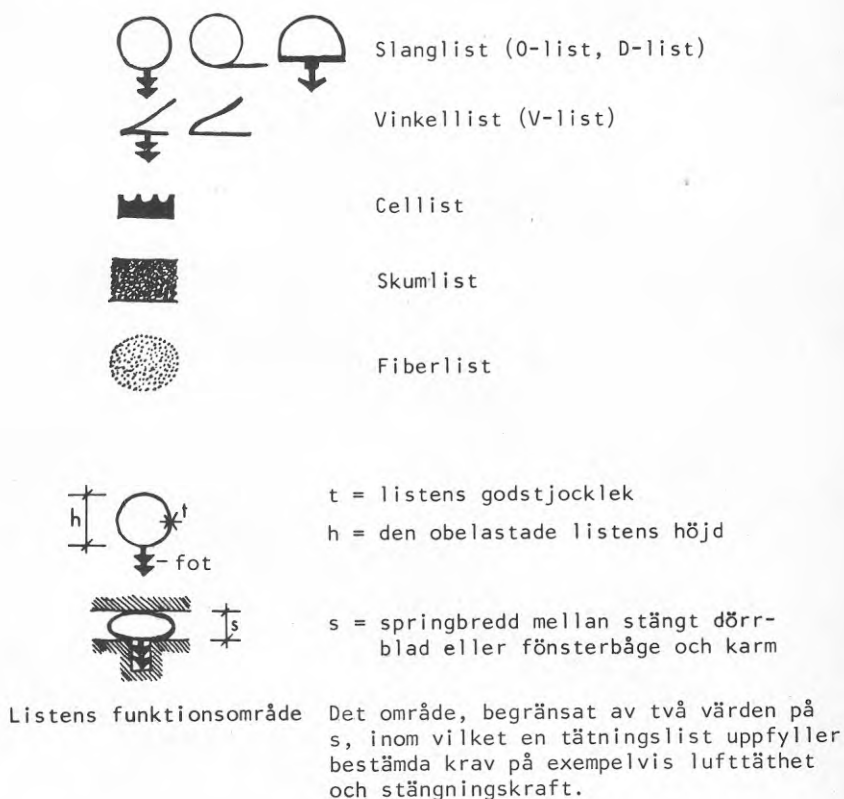 Slanglist (O-list, D-list)
Vinkellist (V-list)
Cellist
Skumlist
Fiberlist
h
t
fot
t = listens godstjocklek
h = den obelastade listens höjd
s
s = springbredd mellan stängt dörr-
blad eller fönsterbåge och karm
Listens funktionsområde
Det område, begränsat av två värden på
s, inom vilket en tätningslist uppfyller
bestämda krav på exempelvis lufttäthet
och stängningskraft.